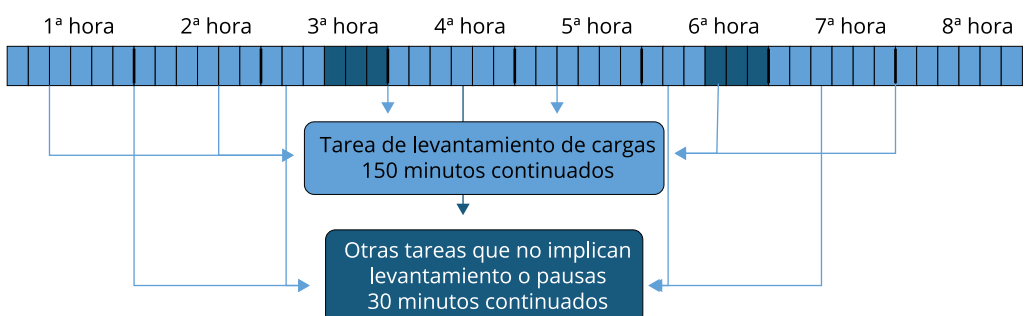 1ª hora 2ª hora 3ª hora 4ª hora 5ª hora 6ª hora 7ª hora 8ª hora
Tarea de levantamiento de cargas
150 minutos continuados
Otras tareas que no implican
levantamiento o pausas
30 minutos continuados